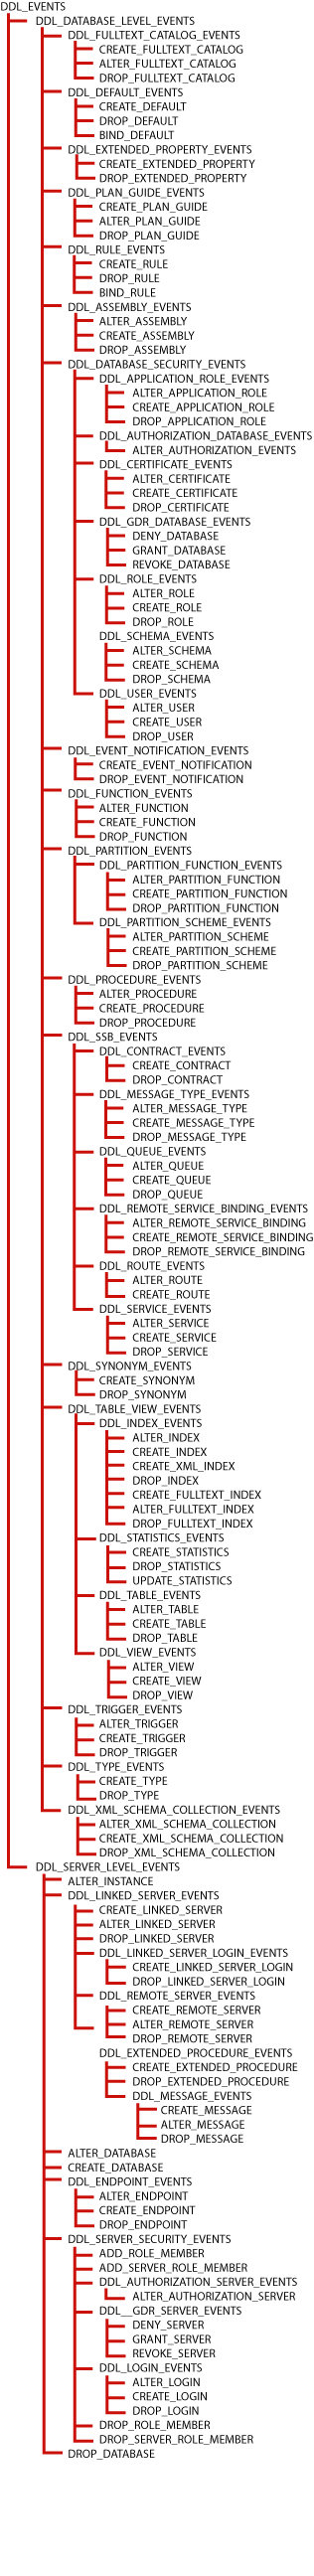 DDL_EVENTS
DDL_DATABASE_LEVEL_EVENTS
DDL_FULLTEXT_CATALOG_EVENTS
CREATE_FULLTEXT_CATALOG
ALTER_FULLTEXT_CATALOG
DROP_FULLTEXT_CATALOG
DDL_DEFAULT_EVENTS
CREATE_DEFAULT
DROP_DEFAULT
BIND_DEFAULT
DDL_EXTENDED_PROPERTY_EVENTS
CREATE_EXTENDED_PROPERTY
DROP_EXTENDED_PROPERTY
DDL_PLAN_GUIDE_EVENTS
CREATE_PLAN_GUIDE
ALTER_PLAN_GUIDE
DROP_PLAN_GUIDE
DDL_RULE_EVENTS
CREATE_RULE
DROP_RULE
BIND_RULE
DDL_ASSEMBLY_EVENTS
ALTER_ASSEMBLY
CREATE_ASSEMBLY
DROP_ASSEMBLY
DDL_DATABASE_SECURITY_EVENTS
DDL_APPLICATION_ROLE_EVENTS
ALTER_APPLICATION_ROLE
CREATE_APPLICATION_ROLE
DROP_APPLICATION_ROLE
DDL_AUTHORIZATION_DATABASE_EVENTS
ALTER_AUTHORIZATION_EVENTS
DDL_CERTIFICATE_EVENTS
ALTER_CERTIFICATE
CREATE_CERTIFICATE
DROP_CERTIFICATE
DDL_GDR_DATABASE_EVENTS
DENY_DATABASE
GRANT_DATABASE
REVOKE_DATABASE
DDL_ROLE_EVENTS
ALTER_ROLE
CREATE_ROLE
DROP_ROLE
DDL_SCHEMA_EVENTS
ALTER_SCHEMA
CREATE_SCHEMA
DROP_SCHEMA
DDL_USER_EVENTS
ALTER_USER
CREATE_USER
DROP_USER
DDL_EVENT_NOTIFICATION_EVENTS
CREATE_EVENT_NOTIFICATION
DROP_EVENT_NOTIFICATION
DDL_FUNCTION_EVENTS
ALTER_FUNCTION
CREATE_FUNCTION
DROP_FUNCTION
DDL_PARTITION_EVENTS
DDL_PARTITION_FUNCTION_EVENTS
ALTER_PARTITION_FUNCTION
CREATE_PARTITION_FUNCTION
DROP_PARTITION_FUNCTION
DDL_PARTITION_SCHEME_EVENTS
ALTER_PARTITION_SCHEME
CREATE_PARTITION_SCHEME
DROP_PARTITION_SCHEME
DDL_PROCEDURE_EVENTS
ALTER_PROCEDURE
CREATE_PROCEDURE
DROP_PROCEDURE
DDL_SSB_EVENTS
DDL_CONTRACT_EVENTS
CREATE_CONTRACT
DROP_CONTRACT
DDL_MESSAGE_TYPE_EVENTS
ALTER_MESSAGE_TYPE
CREATE_MESSAGE_TYPE
DROP_MESSAGE_TYPE
DDL_QUEUE_EVENTS
ALTER_QUEUE
CREATE_QUEUE
DROP_QUEUE
DDL_REMOTE_SERVICE_BINDING_EVENTS
ALTER_REMOTE_SERVICE_BINDING
CREATE_REMOTE_SERVICE_BINDING
DROP_REMOTE_SERVICE_BINDING
DDL_ROUTE_EVENTS
ALTER_ROUTE
CREATE_ROUTE
DDL_SERVICE_EVENTS
ALTER_SERVICE
CREATE_SERVICE
DROP_SERVICE
DDL_SYNONYM_EVENTS
CREATE_SYNONYM
DROP_SYNONYM
DDL_TABLE_VIEW_EVENTS
DDL_INDEX_EVENTS
ALTER_INDEX
CREATE_INDEX
CREATE_XML_INDEX
DROP_INDEX
CREATE_FULLTEXT_INDEX
ALTER_FULLTEXT_INDEX
DROP_FULLTEXT_INDEX
DDL_STATISTICS_EVENTS
CREATE_STATISTICS
DROP_STATISTICS
UPDATE_STATISTICS
DDL_TABLE_EVENTS
ALTER_TABLE
CREATE_TABLE
DROP_TABLE
DDL_VIEW_EVENTS
ALTER_VIEW
CREATE_VIEW
DROP_VIEW
DDL_TRIGGER_EVENTS
ALTER_TRIGGER
CREATE_TRIGGER
DROP_TRIGGER
DDL_TYPE_EVENTS
CREATE_TYPE
DROP_TYPE
DDL_XML_SCHEMA_COLLECTION_EVENTS
ALTER_XML_SCHEMA_COLLECTION
CREATE_XML_SCHEMA_COLLECTION
DROP_XML_SCHEMA_COLLECTION
DDL_SERVER_LEVEL_EVENTS
ALTER_INSTANCE
DDL_LINKED_SERVER_EVENTS
CREATE_LINKED_SERVER
ALTER_LINKED_SERVER
DROP_LINKED_SERVER
DDL_LINKED_SERVER_LOGIN_EVENTS
CREATE_LINKED_SERVER_LOGIN
DROP_LINKED_SERVER_LOGIN
DDL_REMOTE_SERVER_EVENTS
CREATE_REMOTE_SERVER
ALTER_REMOTE_SERVER
DROP_REMOTE_SERVER
DDL_EXTENDED_PROCEDURE_EVENTS
CREATE_EXTENDED_PROCEDURE
DROP_EXTENDED_PROCEDURE
DDL_MESSAGE_EVENTS
CREATE_MESSAGE
ALTER_MESSAGE
DROP_MESSAGE
ALTER_DATABASE
CREATE_DATABASE
DDL_ENDPOINT_EVENTS
ALTER_ENDPOINT
CREATE_ENDPOINT
DROP_ENDPOINT
DDL_SERVER_SECURITY_EVENTS
ADD_ROLE_MEMBER
ADD_SERVER_ROLE_MEMBER
DDL_AUTHORIZATION_SERVER_EVENTS
ALTER_AUTHORIZATION_SERVER
DDL__GDR_SERVER_EVENTS
DENY_SERVER
GRANT_SERVER
REVOKE_SERVER
DDL_LOGIN_EVENTS
ALTER_LOGIN
CREATE_LOGIN
DROP_LOGIN
DROP_ROLE_MEMBER
DROP_SERVER_ROLE_MEMBER
DROP_DATABASE